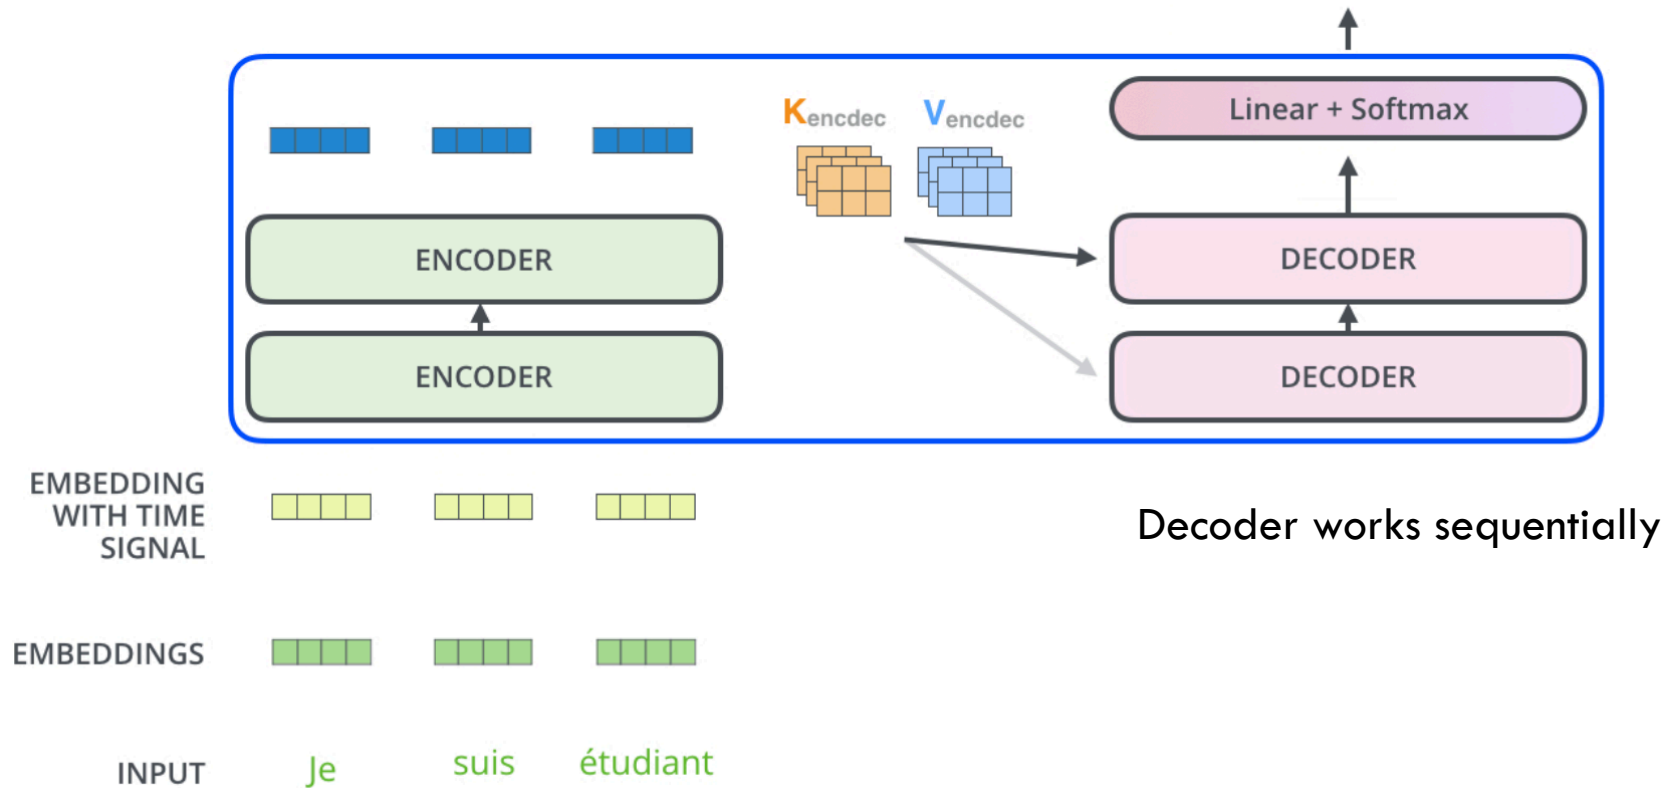 Kencdec Vencdec
Linear + Softmax
ENCODER
DECODER
ENCODER
DECODER
EMBEDDING
WITH TIME
SIGNAL
Decoder works sequentially
EMBEDDINGS
INPUT Je suis étudiant